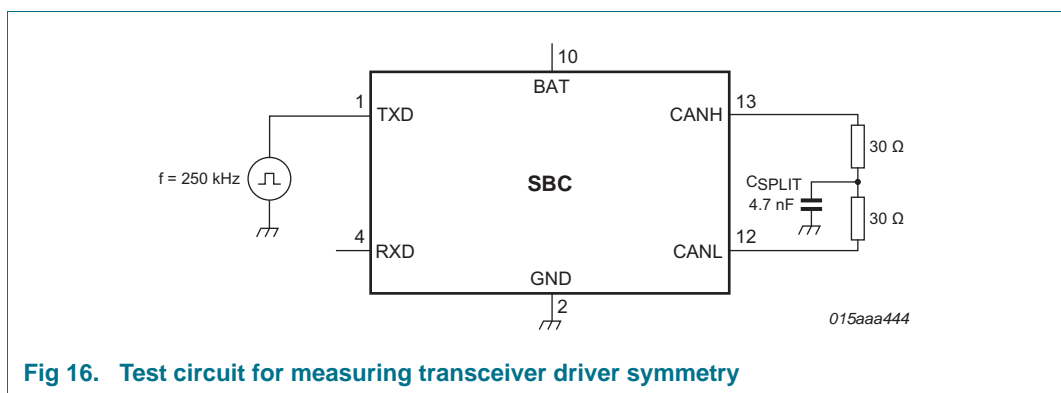 10
BAT
1
TXD
CANH
13
30 Ω
f = 250 kHz
SBC
CSPLIT
4.7 nF
30 Ω
4
RXD
CANL
12
GND
2
015aaa444
Fig 16. Test circuit for measuring transceiver driver symmetry